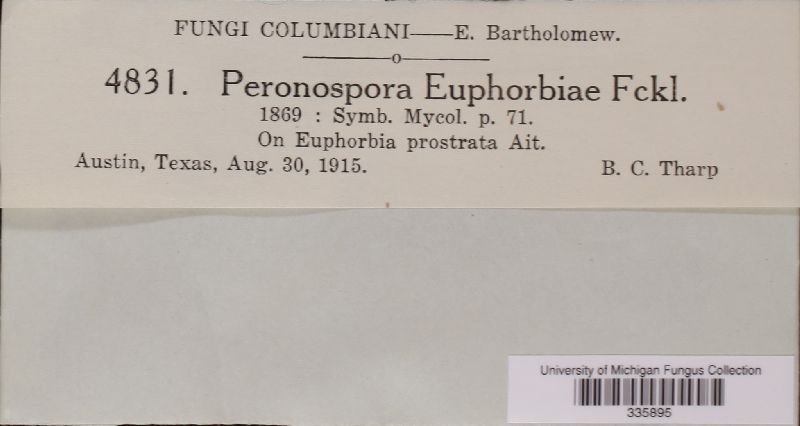 FUNGI COLUMBIANI——E. Bartholomew.
o
4831. Peronospora Euphorbiae Fckl.
1869 : Symb. Mycol. p. 71.
On Euphorbia prostrata Ait.
Austin, Texas, Aug. 30, 1915. B. C. Tharp
University of Michigan Fungus Collection
335895